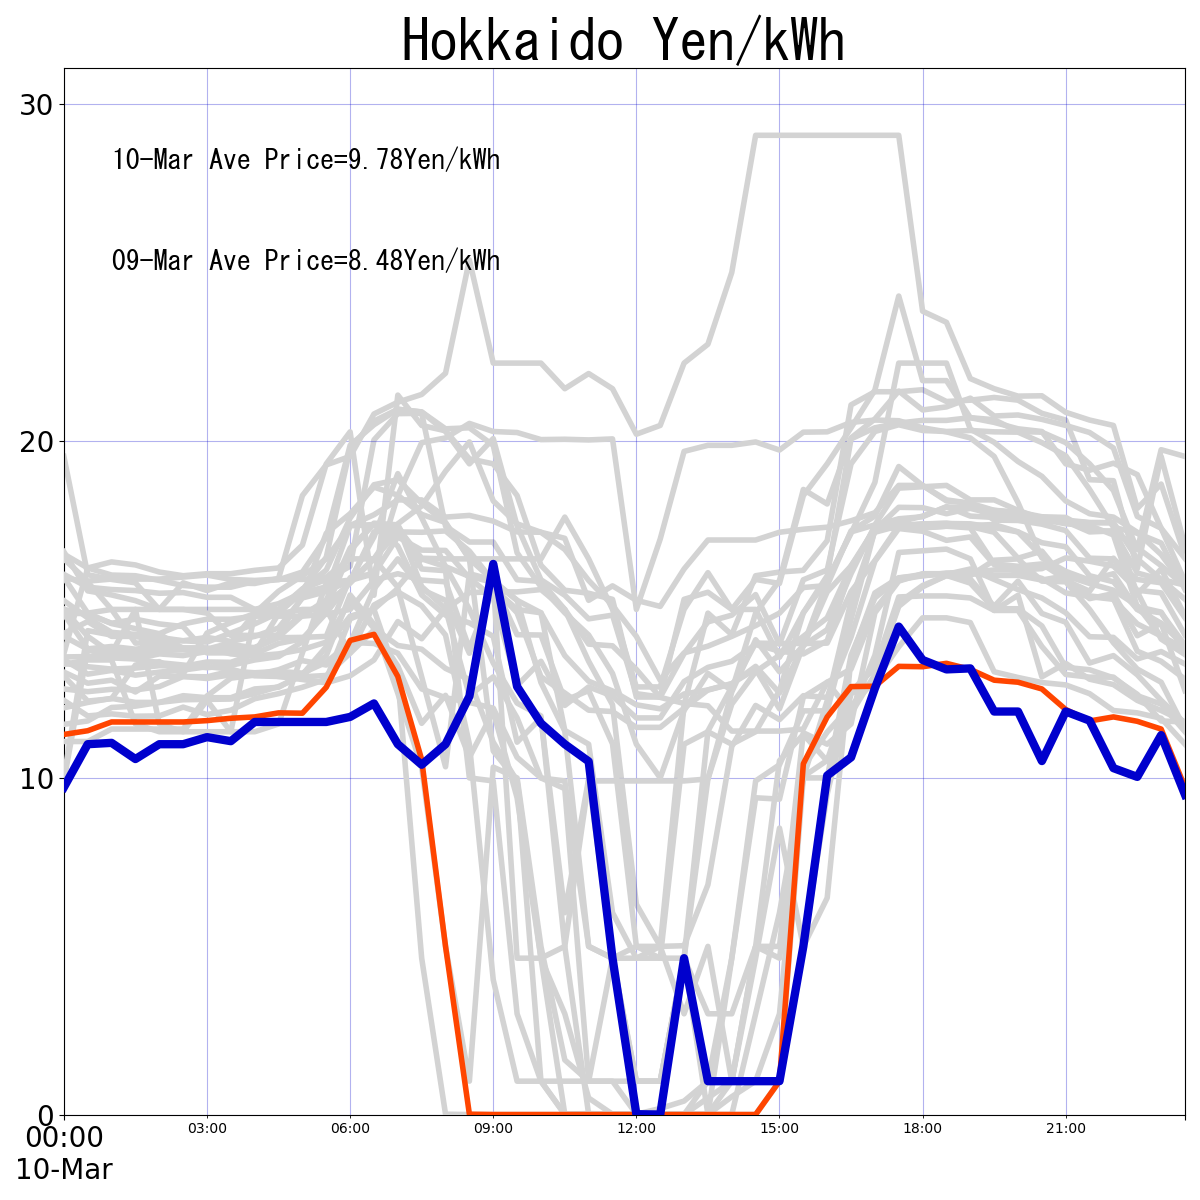 Hokkaido Yen/kWh
30
10-Mar Ave Price=9.78Yen/kWh
09-Mar Ave Price=8.48Yen/kWh
20
10
0
00:00 03:00 06:00 09:00 12:00 15:00 18:00 21:00
10-Mar